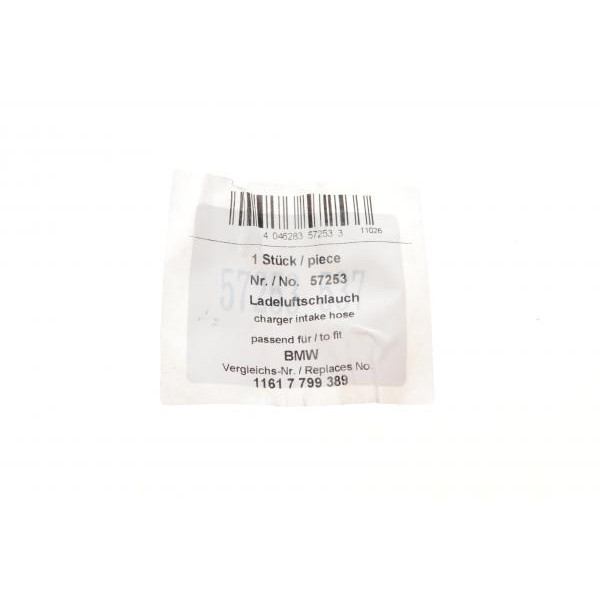 4 046283 57253 3 11026
1 Stück / piece
Nr. / No. 57253
Ladeluftschlauch
charger intake hose
passend für / to fit
BMW
Vergleichs-Nr. / Replaces No.
1161 7 799 389